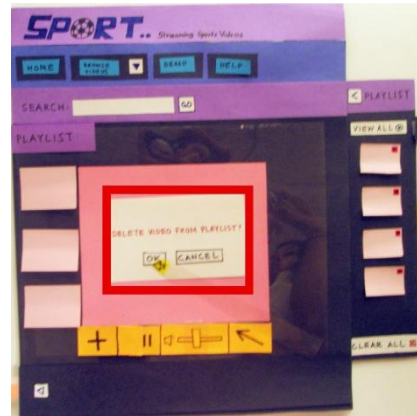 SPORT.. Streaming Sports Videos
HOME BROWSE VIDEOS DEMO HELP
SEARCH: GO
< PLAYLIST
PLAYLIST
VIEW ALL
DELETE VIDEO FROM PLAYLIST?
OK CANCEL
CLEAR ALL